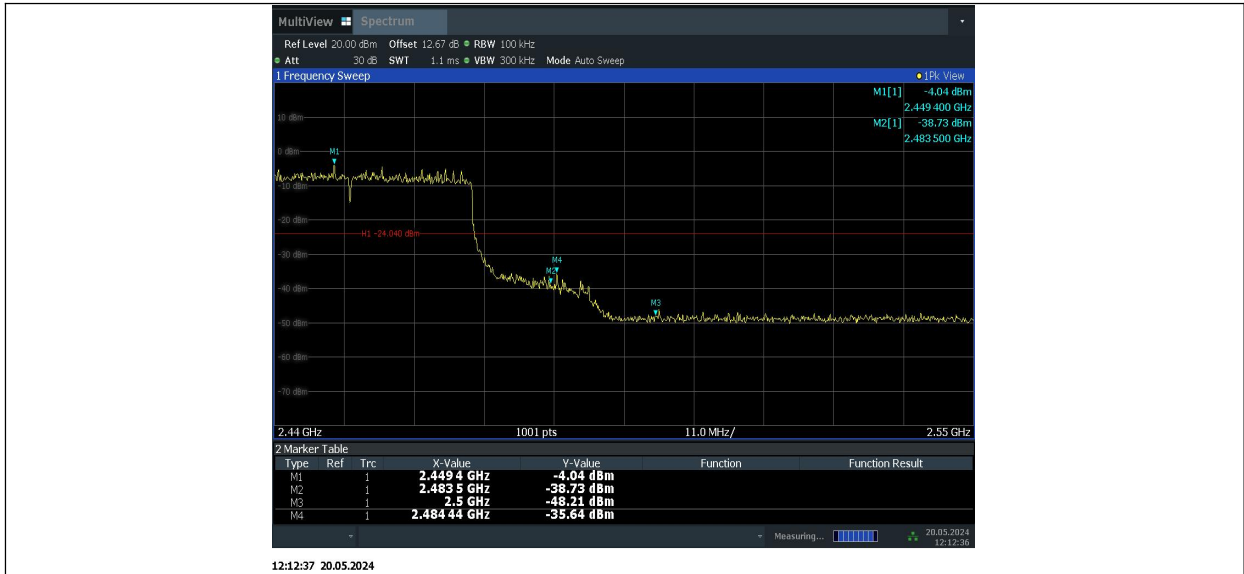 MultiView Spectrum
Ref Level 20.00 dBm Offset 12.67 dB RBW 100 kHz
Att 30 dB SWT 1.1 ms VBW 300 kHz Mode Auto Sweep
1 Frequency Sweep 1Pk View
M1[1] -4.04 dBm
2.449 400 GHz
10 dBm
M2[1] -38.73 dBm
2.483 500 GHz
0 dBm
M1
-10 dBm
-20 dBm
H1 -24.040 dBm
-30 dBm
M4
M2
-40 dBm
M3
-50 dBm
-60 dBm
-70 dBm
2.44 GHz 1001 pts 11.0 MHz/ 2.55 GHz
2 Marker Table
Type Ref Trc X-Value Y-Value Function Function Result
M1 1 2.449 4 GHz -4.04 dBm
M2 1 2.483 5 GHz -38.73 dBm
M3 1 2.5 GHz -48.21 dBm
M4 1 2.484 44 GHz -35.64 dBm
Measuring... 20.05.2024
12:12:36
12:12:37 20.05.2024